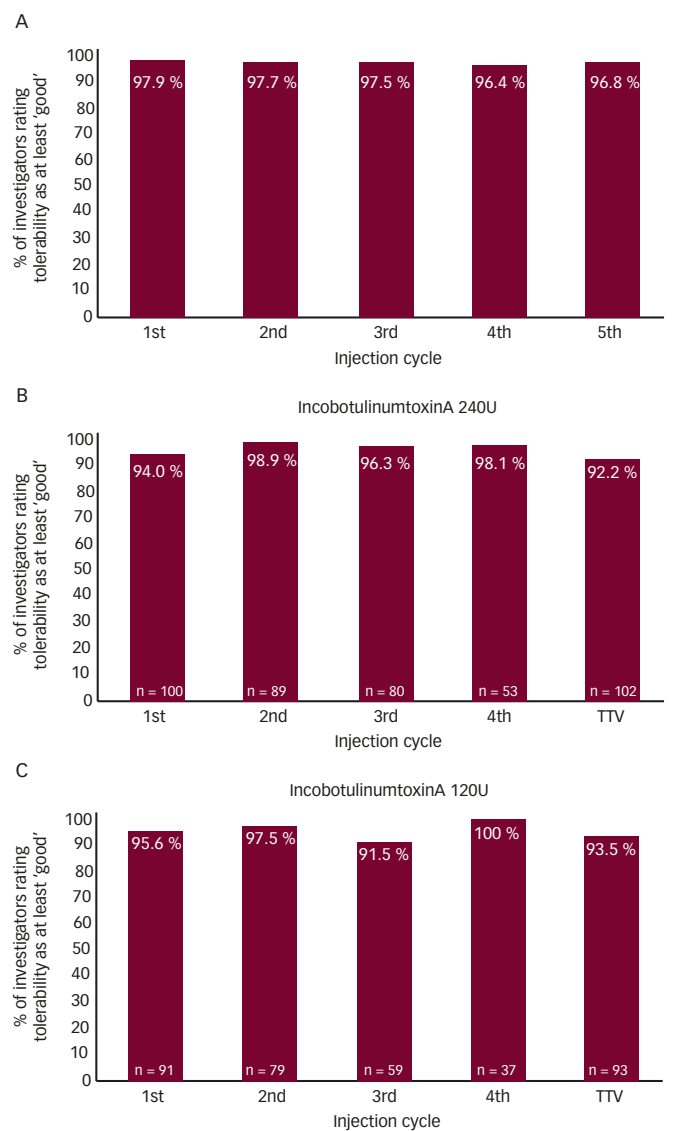 A
% of investigators rating
tolerability as at least ‘good’
100
90
80
70
60
50
40
30
20
10
0
97.9 %
97.7 %
97.5 %
96.4 %
96.8 %
1st
2nd
3rd
4th
5th
Injection cycle
B
IncobotulinumtoxinA 240U
% of investigators rating
tolerability as at least ‘good’
100
90
80
70
60
50
40
30
20
10
0
94.0 %
98.9 %
96.3 %
98.1 %
92.2 %
n = 100
n = 89
n = 80
n = 53
n = 102
1st
2nd
3rd
4th
TTV
Injection cycle
C
IncobotulinumtoxinA 120U
% of investigators rating
tolerability as at least ‘good’
100
90
80
70
60
50
40
30
20
10
0
95.6 %
97.5 %
91.5 %
100 %
93.5 %
n = 91
n = 79
n = 59
n = 37
n = 93
1st
2nd
3rd
4th
TTV
Injection cycle